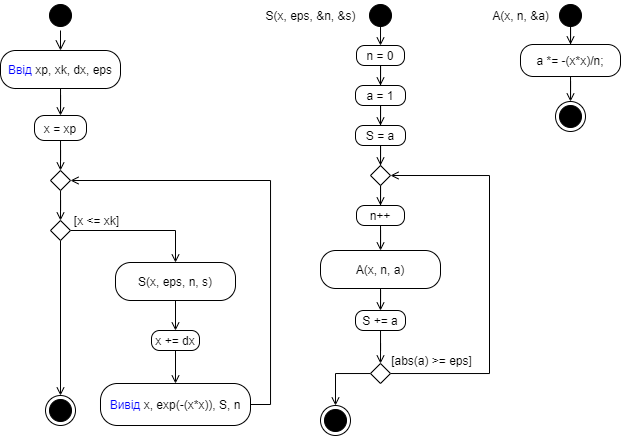 Ввід xp, xk, dx, eps
x = xp
[x <= xk]
S(x, eps, n, s)
x += dx
Вивід x, exp(-(x*x)), S, n
S(x, eps, &n, &s)
n = 0
a = 1
S = a
n++
A(x, n, a)
S += a
[abs(a) >= eps]
A(x, n, &a)
a *= -(x*x)/n;